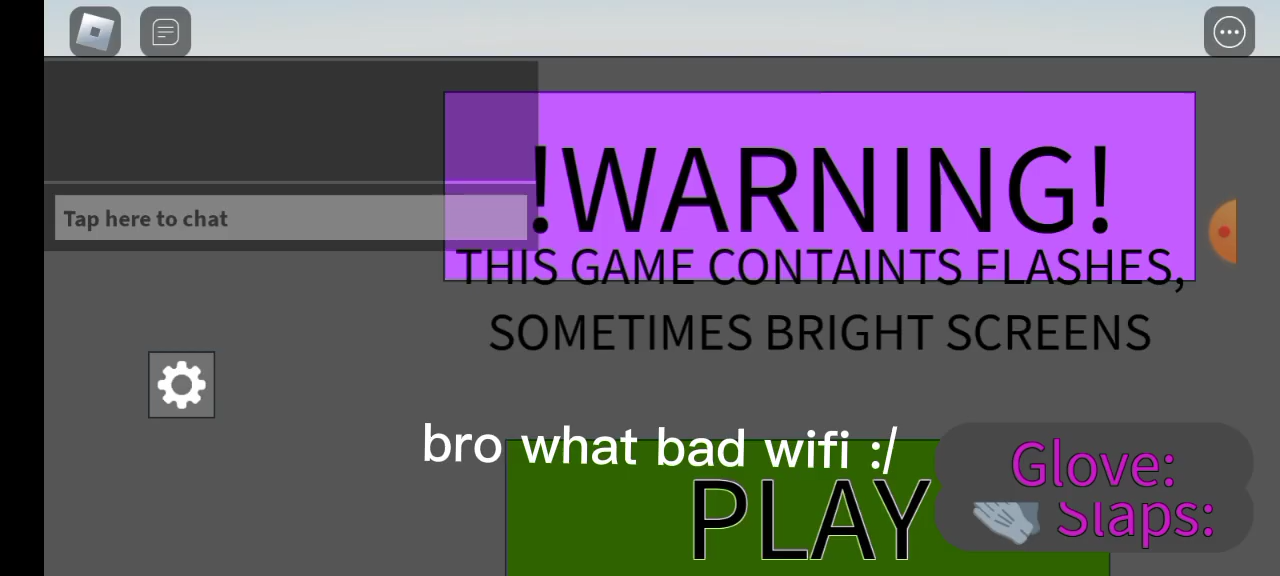 Tap here to chat
!WARNING!
THIS GAME CONTAINTS FLASHES,
SOMETIMES BRIGHT SCREENS
bro what bad wifi :/
PLAY
Glove:
Slaps: